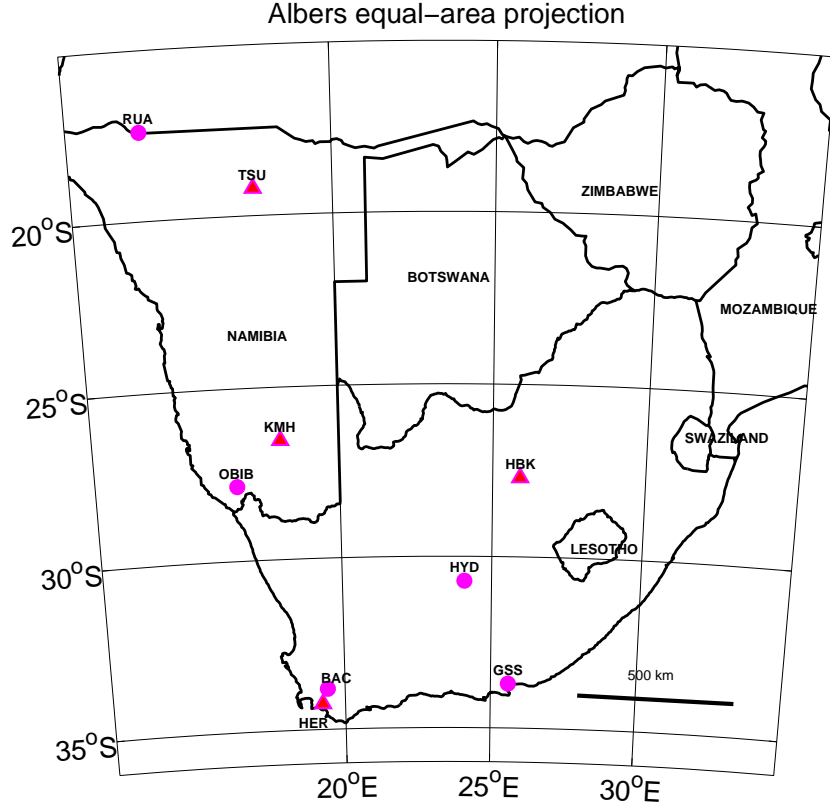 Albers equal−area projection
RUA
TSU
ZIMBABWE
20°S
BOTSWANA
MOZAMBIQUE
NAMIBIA
25°S
KMH
SWAZILAND
HBK
OBIB
LESOTHO
HYD
30°S
GSS
500 km
BAC
HER
35°S
20°E
25°E
30°E